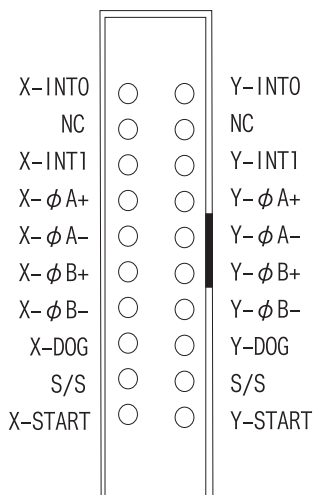 X-INT0 Y-INT0
NC NC
X-INT1 Y-INT1
X-φA+ Y-φA+
X-φA- Y-φA-
X-φB+ Y-φB+
X-φB- Y-φB-
X-DOG Y-DOG
S/S S/S
X-START Y-START